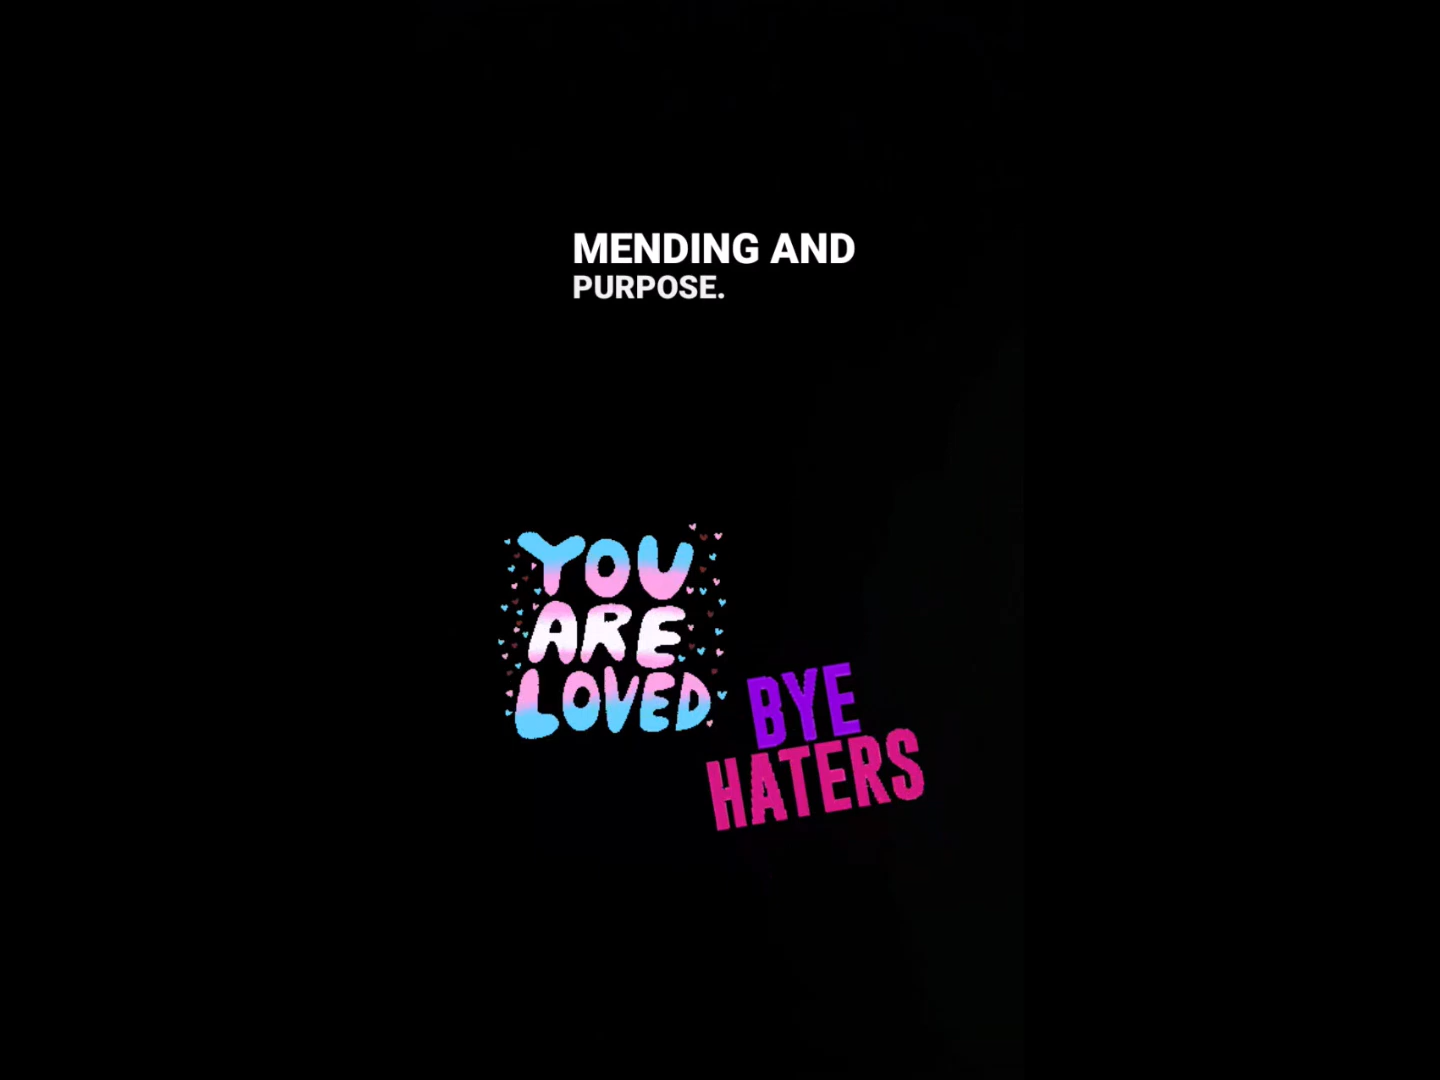 MENDING AND
PURPOSE.
YOU
ARE
LOVED
BYE
HATERS